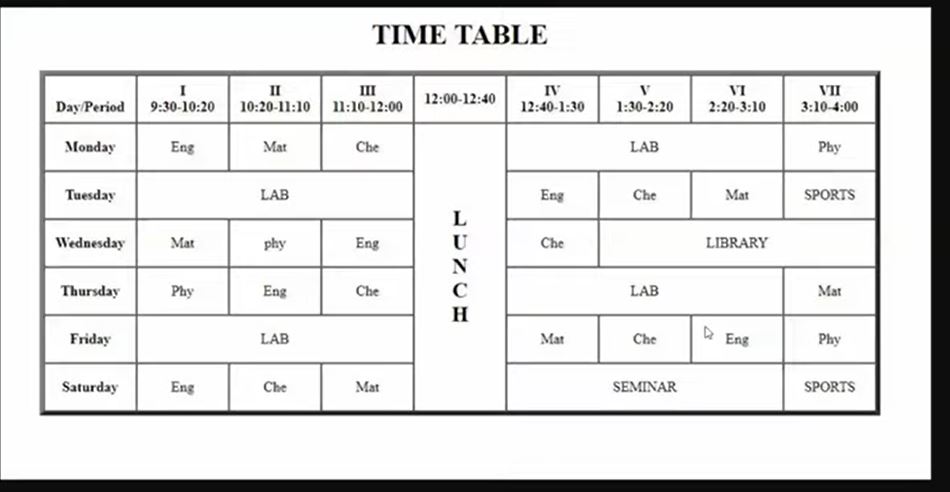 TIME TABLE
Day/Period I 9:30-10:20 II 10:20-11:10 III 11:10-12:00 12:00-12:40 IV 12:40-1:30 V 1:30-2:20 VI 2:20-3:10 VII 3:10-4:00
Monday Eng Mat Che LAB Phy
Tuesday LAB Eng Che Mat SPORTS
Wednesday Mat phy Eng Che LIBRARY
Thursday Phy Eng Che LAB Mat
Friday LAB Mat Che Eng Phy
Saturday Eng Che Mat SEMINAR SPORTS
L
U
N
C
H